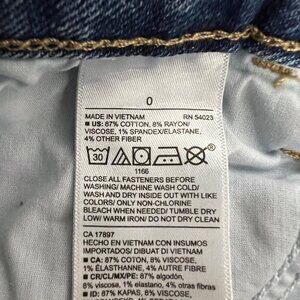 0
MADE IN VIETNAM RN 54023
■ US: 87% COTTON, 8% RAYON/
VISCOSE, 1% SPANDEX/ELASTANE,
4% OTHER FIBER
30
1166
CLOSE ALL FASTENERS BEFORE
WASHING/ MACHINE WASH COLD/
WASH AND DRY INSIDE OUT WITH LIKE
COLORS/ ONLY NON-CHLORINE
BLEACH WHEN NEEDED/ TUMBLE DRY
LOW/ WARM IRON/ DO NOT DRY CLEAN
CA 17897
HECHO EN VIETNAM CON INSUMOS
IMPORTADOS/ DIBUAT DI VIETNAM
■ CA: 87% COTON, 8% VISCOSE,
1% ÉLASTHANNE, 4% AUTRE FIBRE
■ CR/CL/MX/PE: 87% algodón,
8% viscosa, 1% elastano, 4% otras fibras
■ ID: 87% KAPAS, 8% VISCOSE,